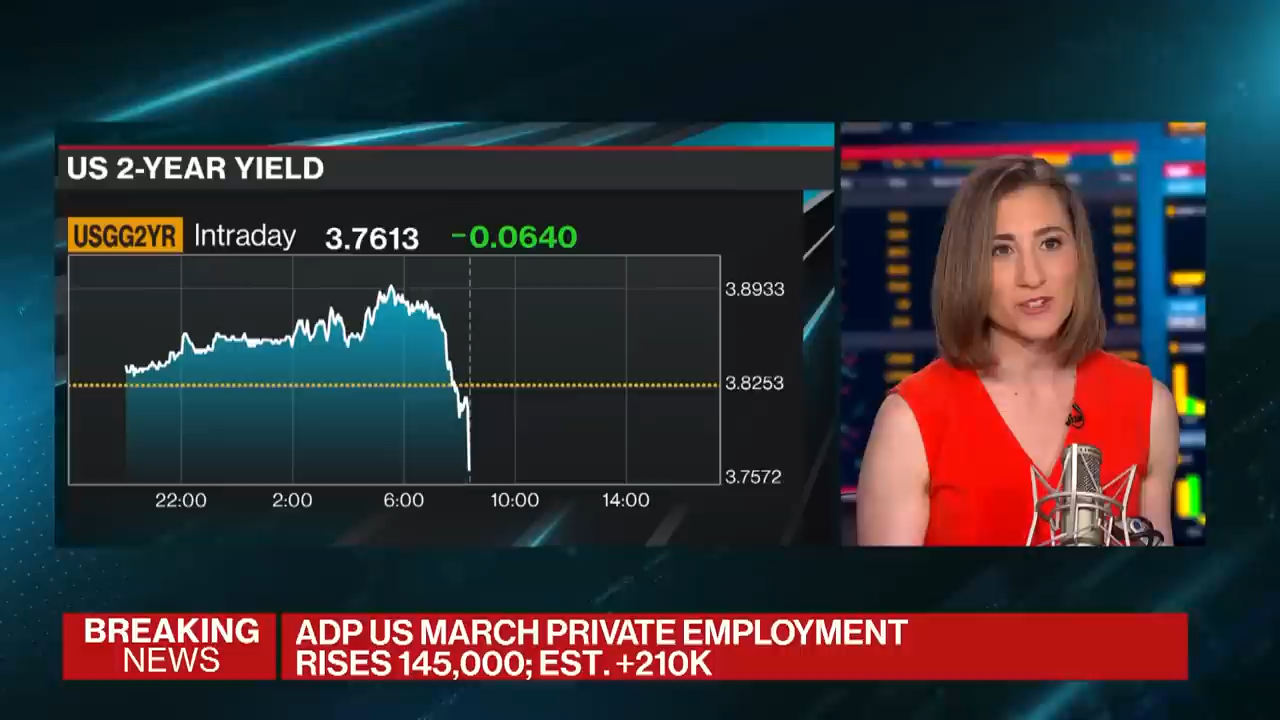 US 2-YEAR YIELD
USGG2YR Intraday 3.7613 -0.0640
3.8933
3.8253
3.7572
22:00 2:00 6:00 10:00 14:00
BREAKING
NEWS
ADP US MARCH PRIVATE EMPLOYMENT
RISES 145,000; EST. +210K